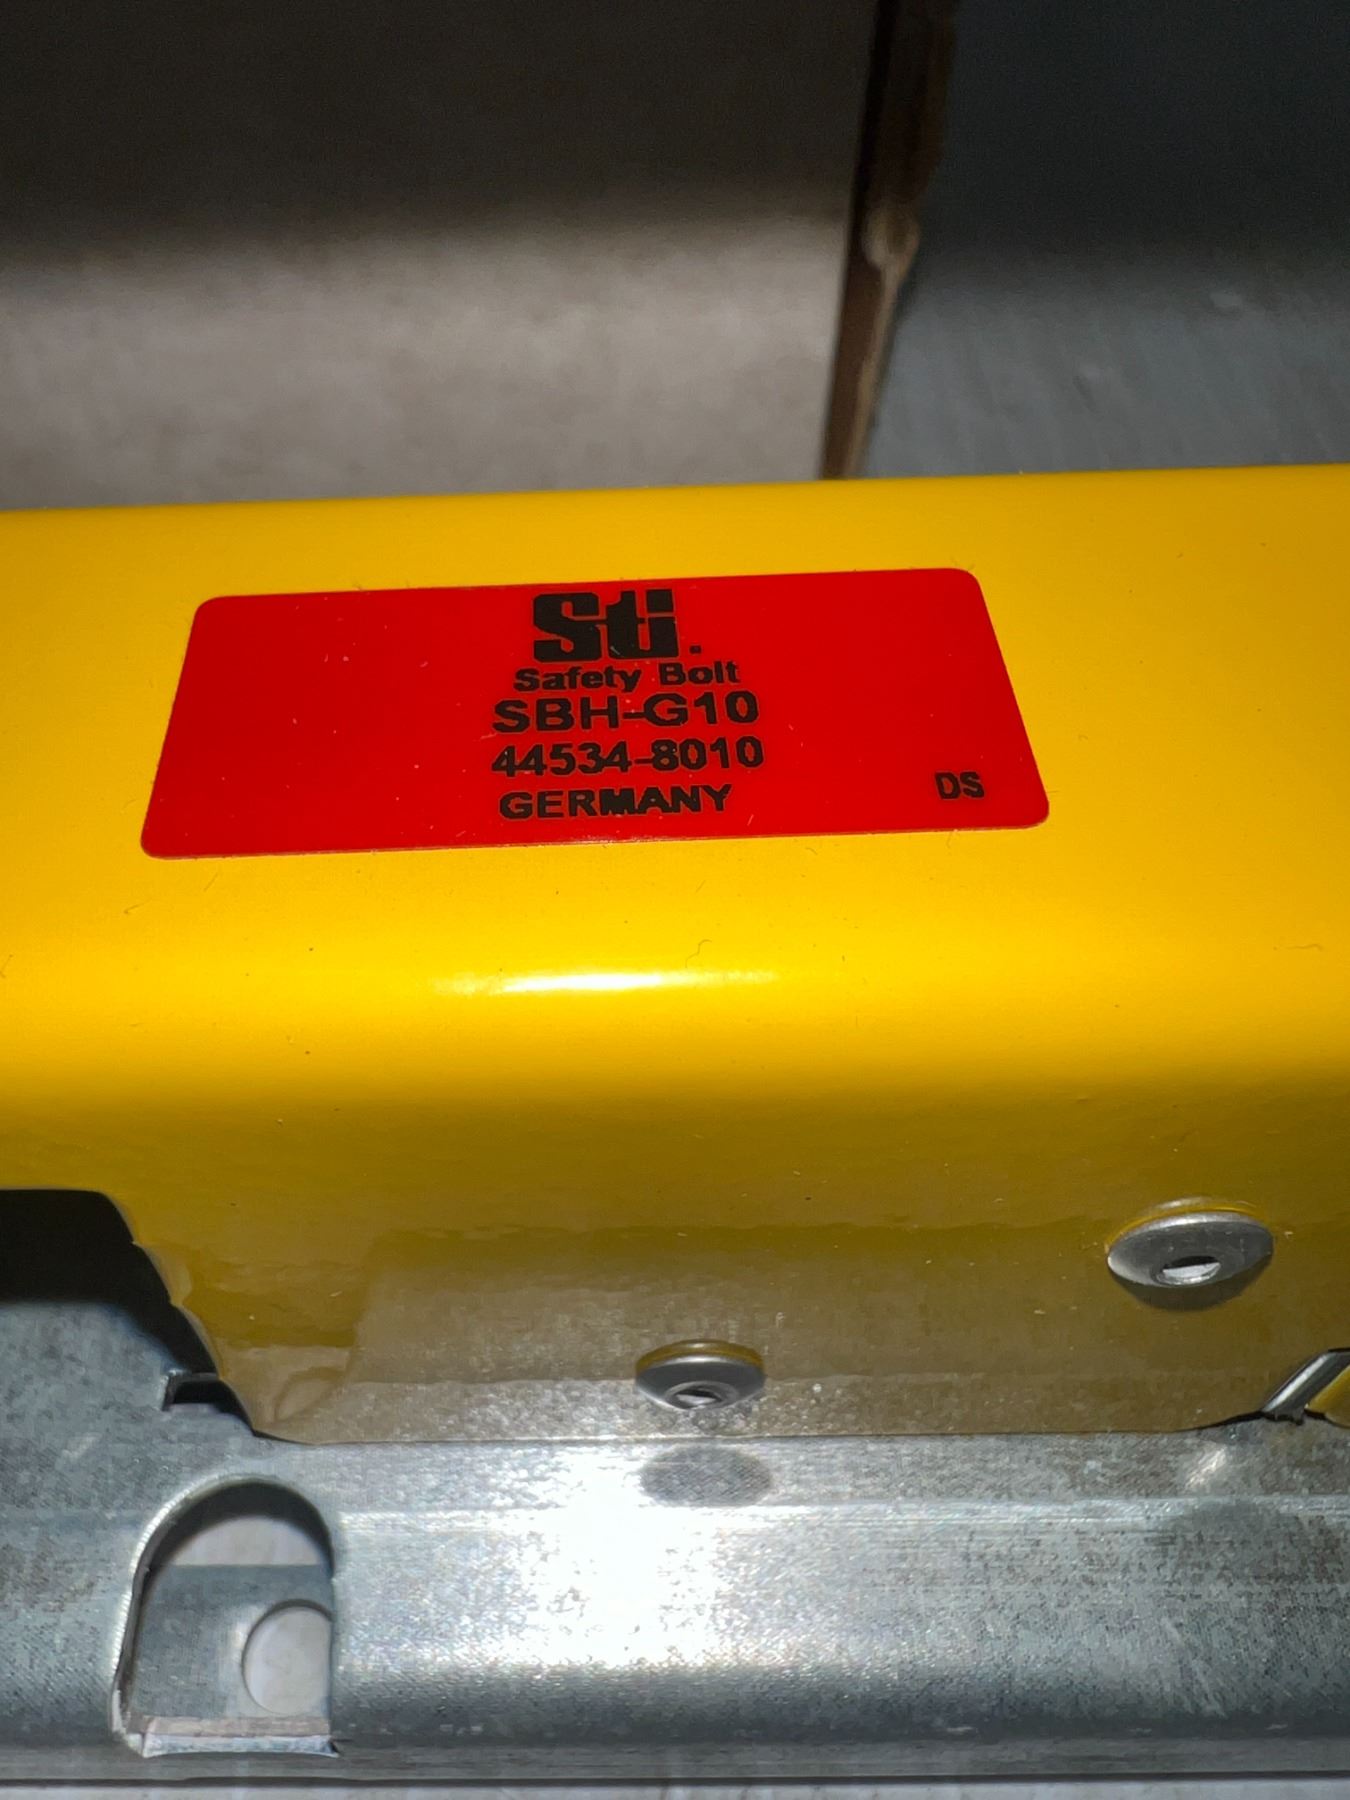 Sti.
Safety Bolt
SBH-G10
44534-8010
GERMANY
DS